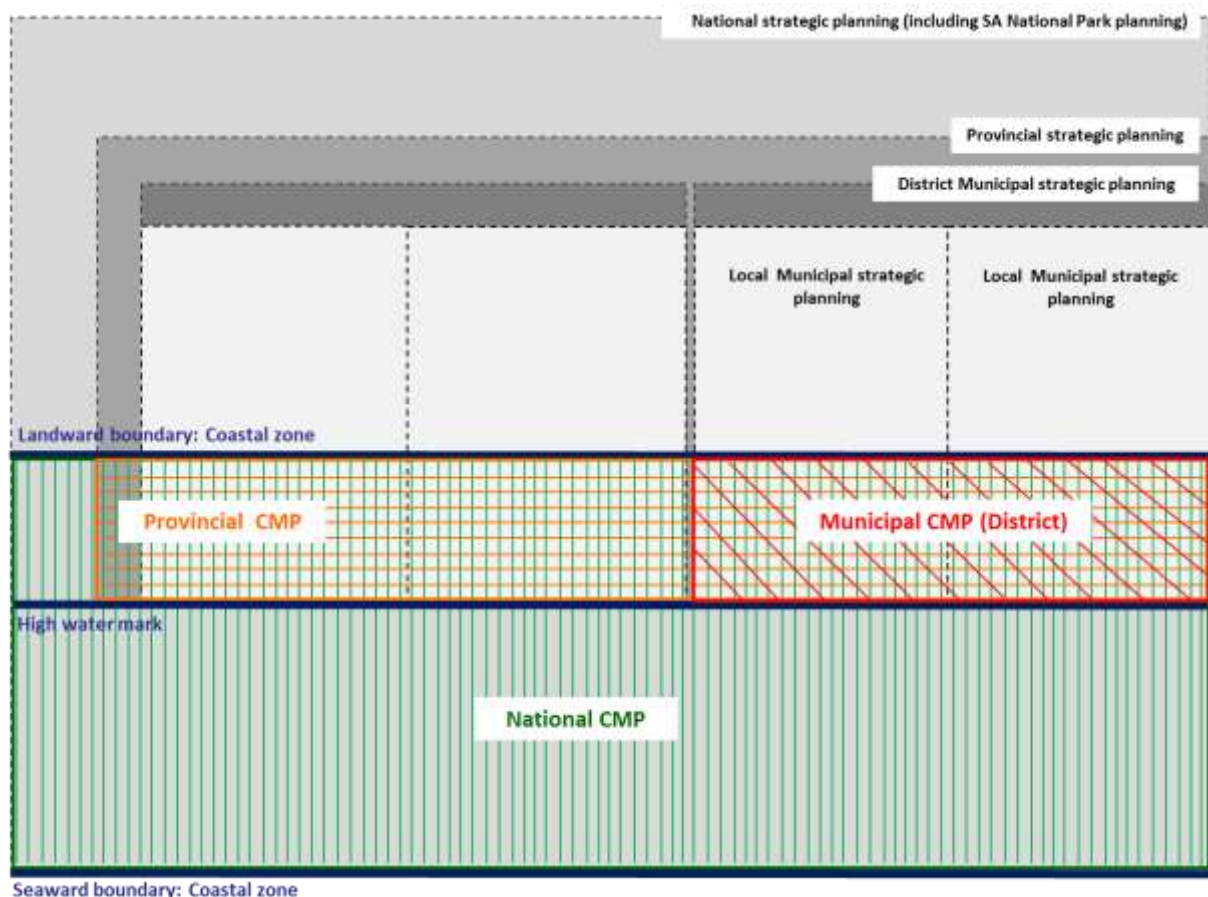 National strategic planning (including SA National Park planning)
Provincial strategic planning
District Municipal strategic planning
Local Municipal strategic
planning
Local Municipal strategic
planning
Landward boundary: Coastal zone
Provincial CMP
Municipal CMP (District)
High water mark
National CMP
Seaward boundary: Coastal zone